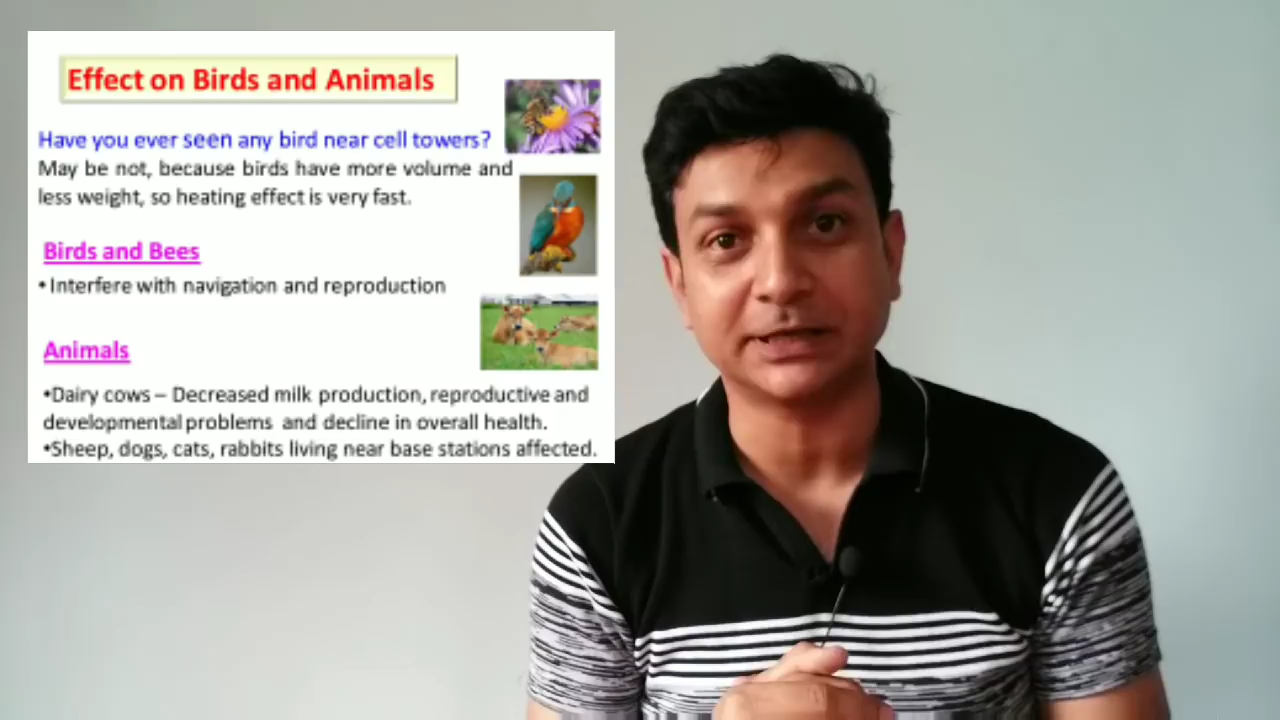 Effect on Birds and Animals
Have you ever seen any bird near cell towers?
May be not, because birds have more volume and
less weight, so heating effect is very fast.
Birds and Bees
• Interfere with navigation and reproduction
Animals
•Dairy cows – Decreased milk production, reproductive and
developmental problems and decline in overall health.
•Sheep, dogs, cats, rabbits living near base stations affected.